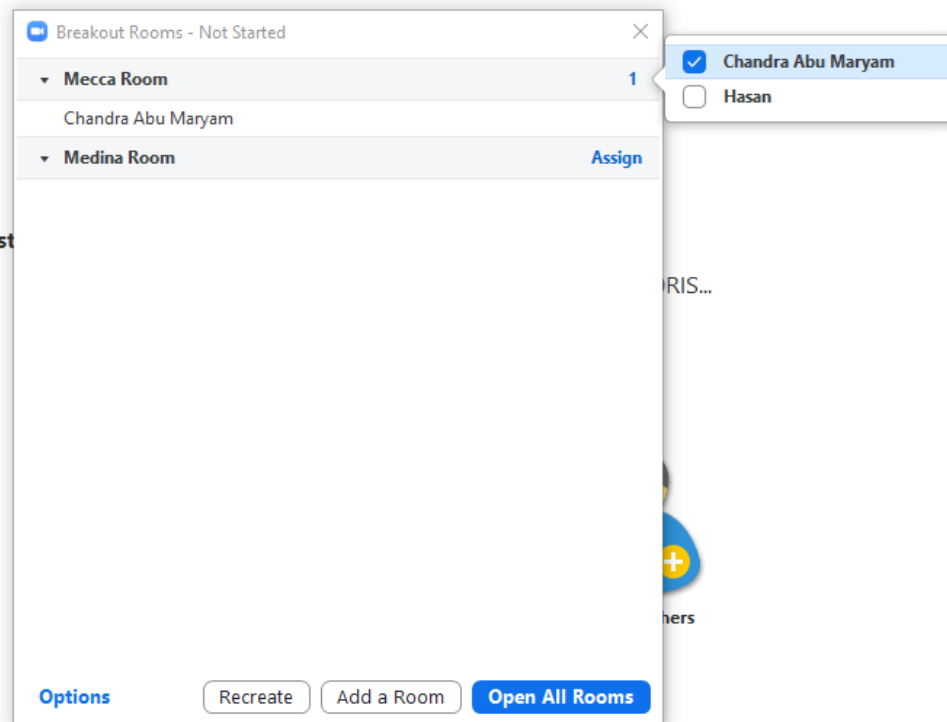 Breakout Rooms - Not Started
Chandra Abu Maryam
Mecca Room 1
Hasan
Chandra Abu Maryam
Medina Room Assign
st
RIS...
hers
Options Recreate Add a Room Open All Rooms